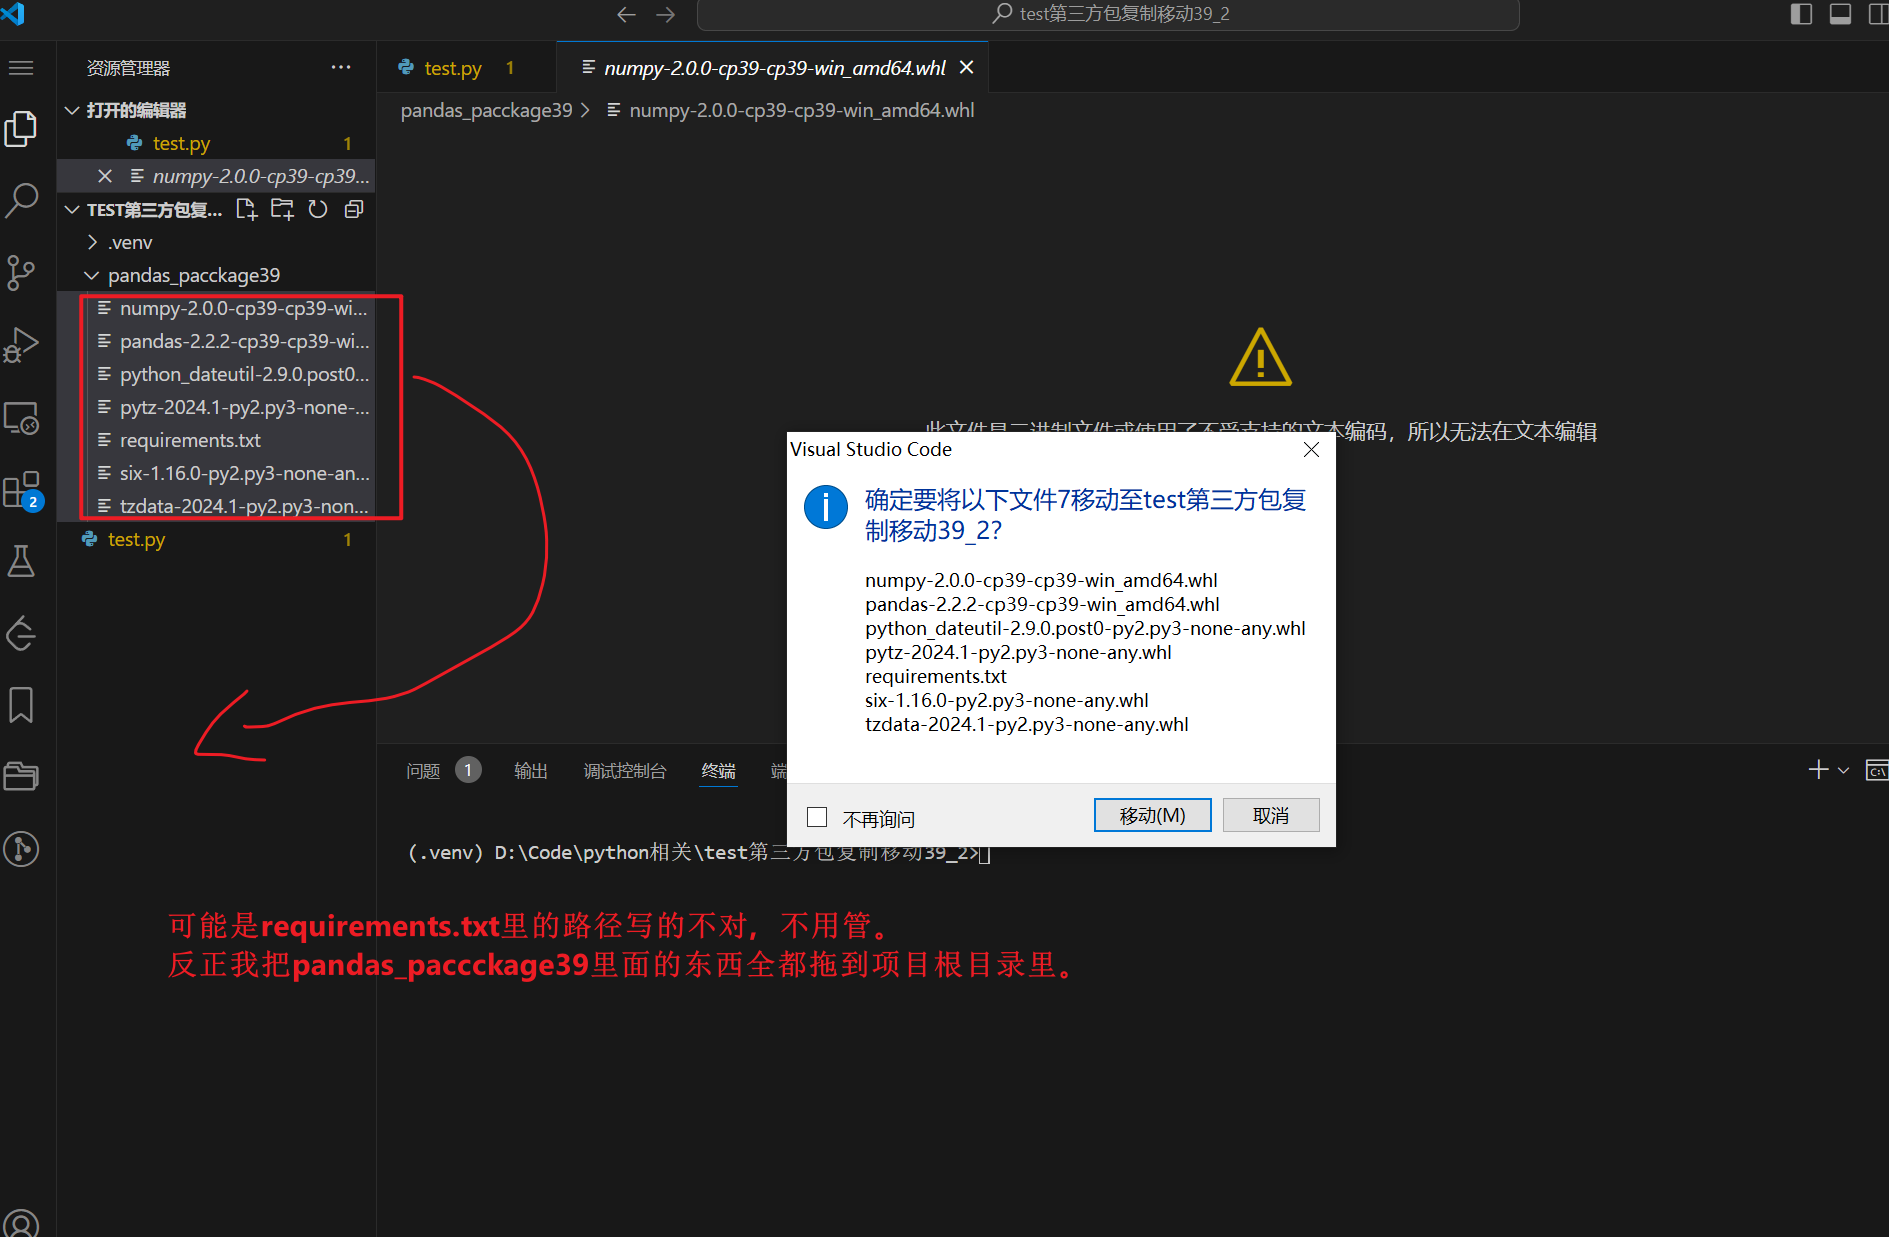 test第三方包复制移动39_2
资源管理器
test.py 1
numpy-2.0.0-cp39-cp39-win_amd64.whl
打开的编辑器
pandas_pacckage39
numpy-2.0.0-cp39-cp39-win_amd64.whl
test.py 1
numpy-2.0.0-cp39-cp39...
TEST第三方包复...
.venv
pandas_pacckage39
numpy-2.0.0-cp39-cp39-wi...
pandas-2.2.2-cp39-cp39-wi...
python_dateutil-2.9.0.post0...
pytz-2024.1-py2.py3-none-...
requirements.txt
six-1.16.0-py2.py3-none-an...
tzdata-2024.1-py2.py3-non...
test.py 1
2
此文件是二进制文件或使用了不受支持的文本编码，所以无法在文本编辑
Visual Studio Code
确定要将以下文件7移动至test第三方包复
制移动39_2?
numpy-2.0.0-cp39-cp39-win_amd64.whl
pandas-2.2.2-cp39-cp39-win_amd64.whl
python_dateutil-2.9.0.post0-py2.py3-none-any.whl
pytz-2024.1-py2.py3-none-any.whl
requirements.txt
six-1.16.0-py2.py3-none-any.whl
tzdata-2024.1-py2.py3-none-any.whl
不再询问
移动(M)
取消
问题 1 输出 调试控制台 终端 端
(.venv) D:\Code\python相关\test第三方包复制移动39_2>
可能是requirements.txt里的路径写的不对，不用管。
反正我把pandas_paccckage39里面的东西全都拖到项目根目录里。